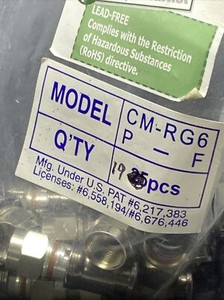 LEAD-FREE
Complies with the Restriction
of Hazardous Substances
(RoHS) directive.
MODEL CM-RG6
P — F
Q'TY 19 pcs
Mfg. Under U.S. PAT #6,217,383
Licenses: #6,558,194/#6,676,446